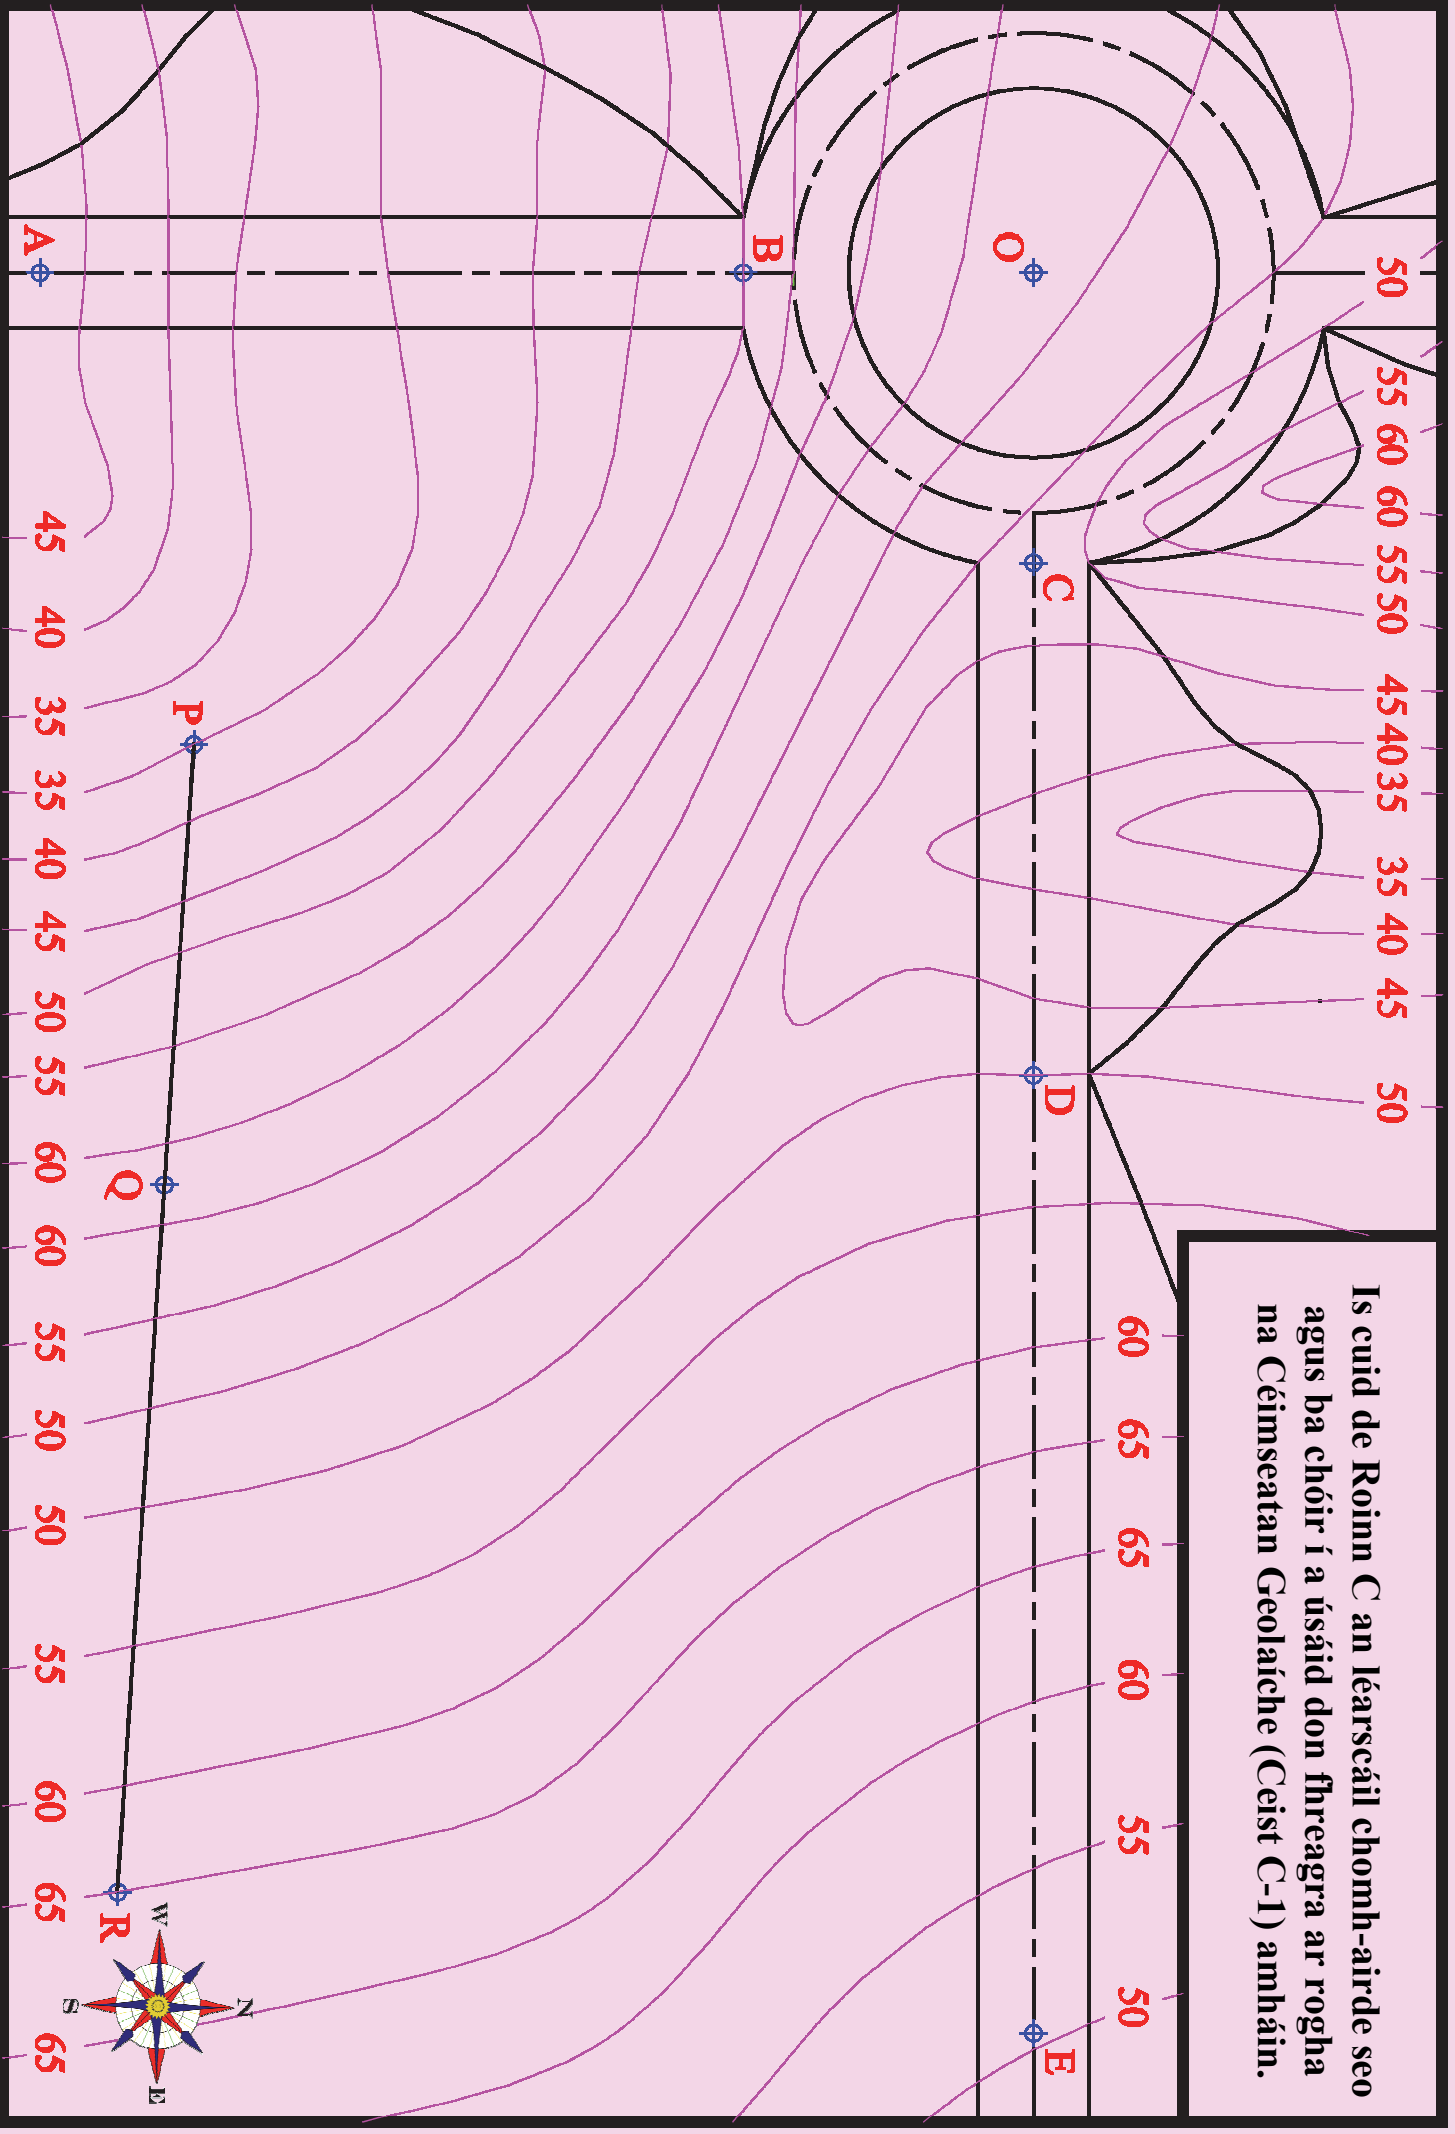 Is cuid de Roinn C an léarscáil chomh-airde seo
agus ba chóir í a úsáid don fhreagra ar rogha
na Céimseatan Geolaíche (Ceist C-1) amháin.
50
55
60
60
55
50
45
40
35
35
40
45
50
60
65
65
60
55
50
O
B
A
C
D
E
P
Q
R
45
40
35
35
40
45
50
55
60
60
55
50
50
55
60
65
65
N
W
E
S